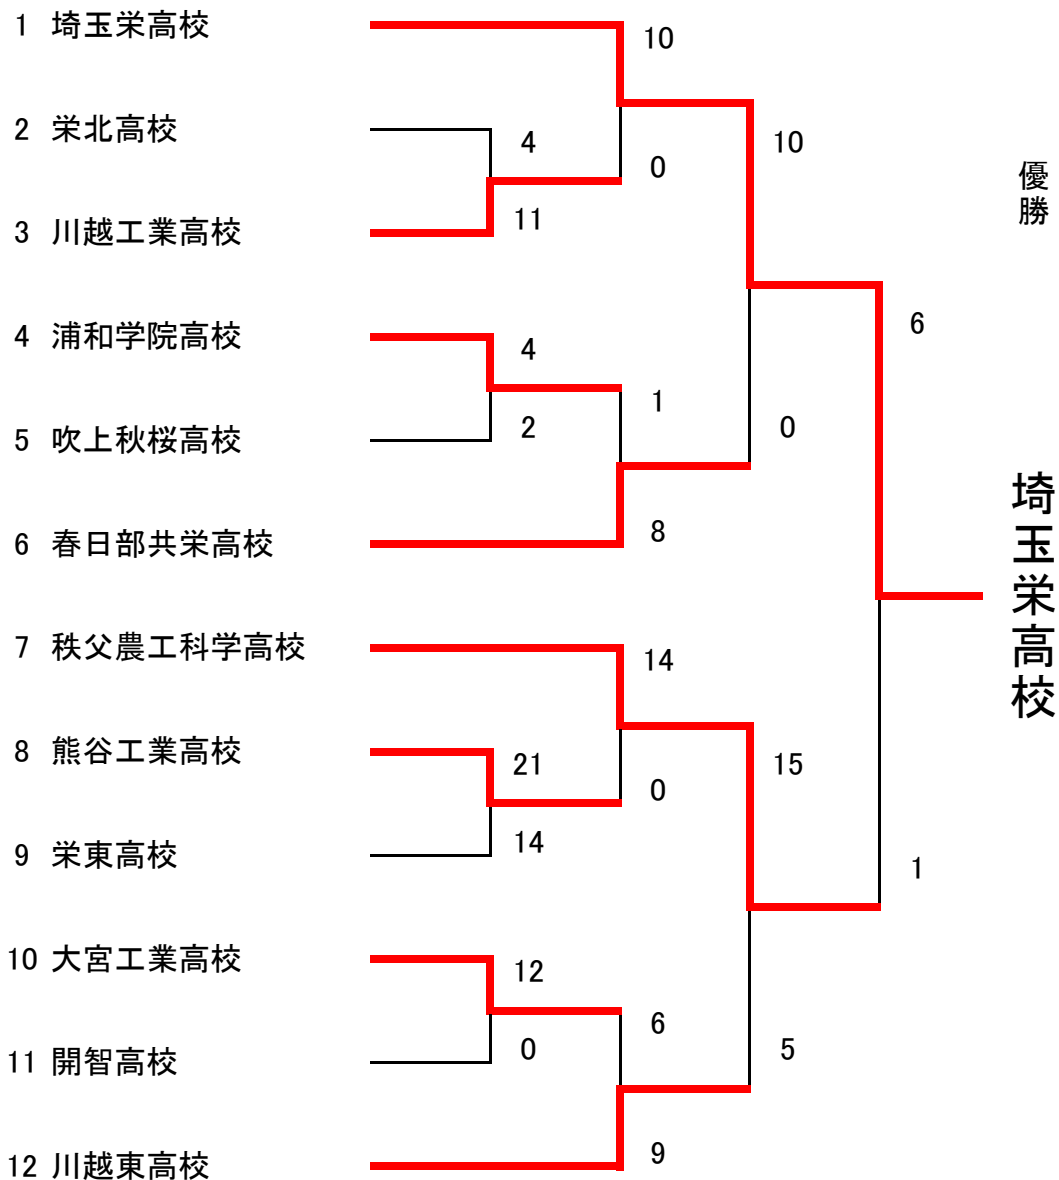 1 埼玉栄高校
10
2 栄北高校
4
10
0
優勝
3 川越工業高校
11
4 浦和学院高校
4
6
1
5 吹上秋桜高校
2
0
埼玉栄高校
6 春日部共栄高校
8
7 秩父農工科学高校
14
8 熊谷工業高校
21
15
0
9 栄東高校
14
1
10 大宮工業高校
12
6
11 開智高校
0
5
12 川越東高校
9